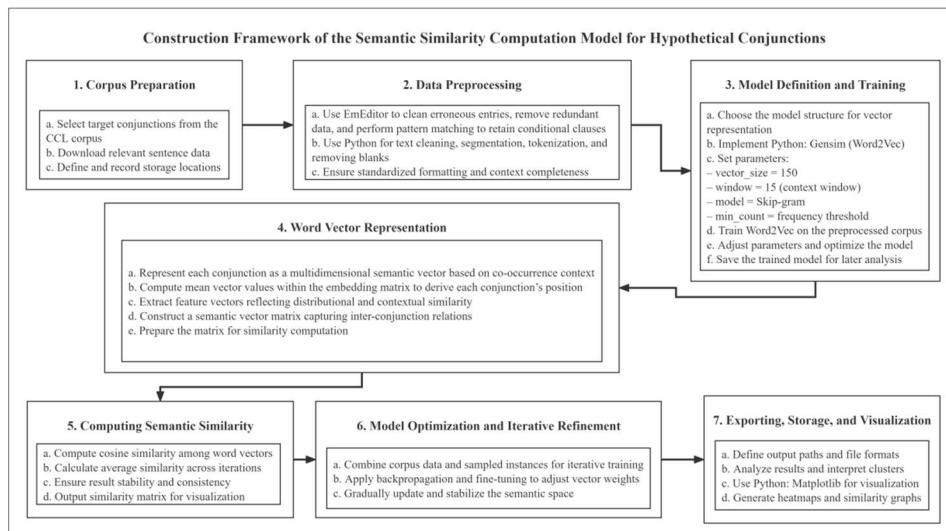 Construction Framework of the Semantic Similarity Computation Model for Hypothetical Conjunctions
1. Corpus Preparation
a. Select target conjunctions from the
CCL corpus
b. Download relevant sentence data
c. Define and record storage locations
2. Data Preprocessing
a. Use EmEditor to clean erroneous entries, remove redundant
data, and perform pattern matching to retain conditional clauses
b. Use Python for text cleaning, segmentation, tokenization, and
removing blanks
c. Ensure standardized formatting and context completeness
3. Model Definition and Training
a. Choose the model structure for vector
representation
b. Implement Python: Gensim (Word2Vec)
c. Set parameters:
– vector_size = 150
– window = 15 (context window)
– model = Skip-gram
– min_count = frequency threshold
d. Train Word2Vec on the preprocessed corpus
e. Adjust parameters and optimize the model
f. Save the trained model for later analysis
4. Word Vector Representation
a. Represent each conjunction as a multidimensional semantic vector based on co-occurrence context
b. Compute mean vector values within the embedding matrix to derive each conjunction's position
c. Extract feature vectors reflecting distributional and contextual similarity
d. Construct a semantic vector matrix capturing inter-conjunction relations
e. Prepare the matrix for similarity computation
5. Computing Semantic Similarity
a. Compute cosine similarity among word vectors
b. Calculate average similarity across iterations
c. Ensure result stability and consistency
d. Output similarity matrix for visualization
6. Model Optimization and Iterative Refinement
a. Combine corpus data and sampled instances for iterative training
b. Apply backpropagation and fine-tuning to adjust vector weights
c. Gradually update and stabilize the semantic space
7. Exporting, Storage, and Visualization
a. Define output paths and file formats
b. Analyze results and interpret clusters
c. Use Python: Matplotlib for visualization
d. Generate heatmaps and similarity graphs